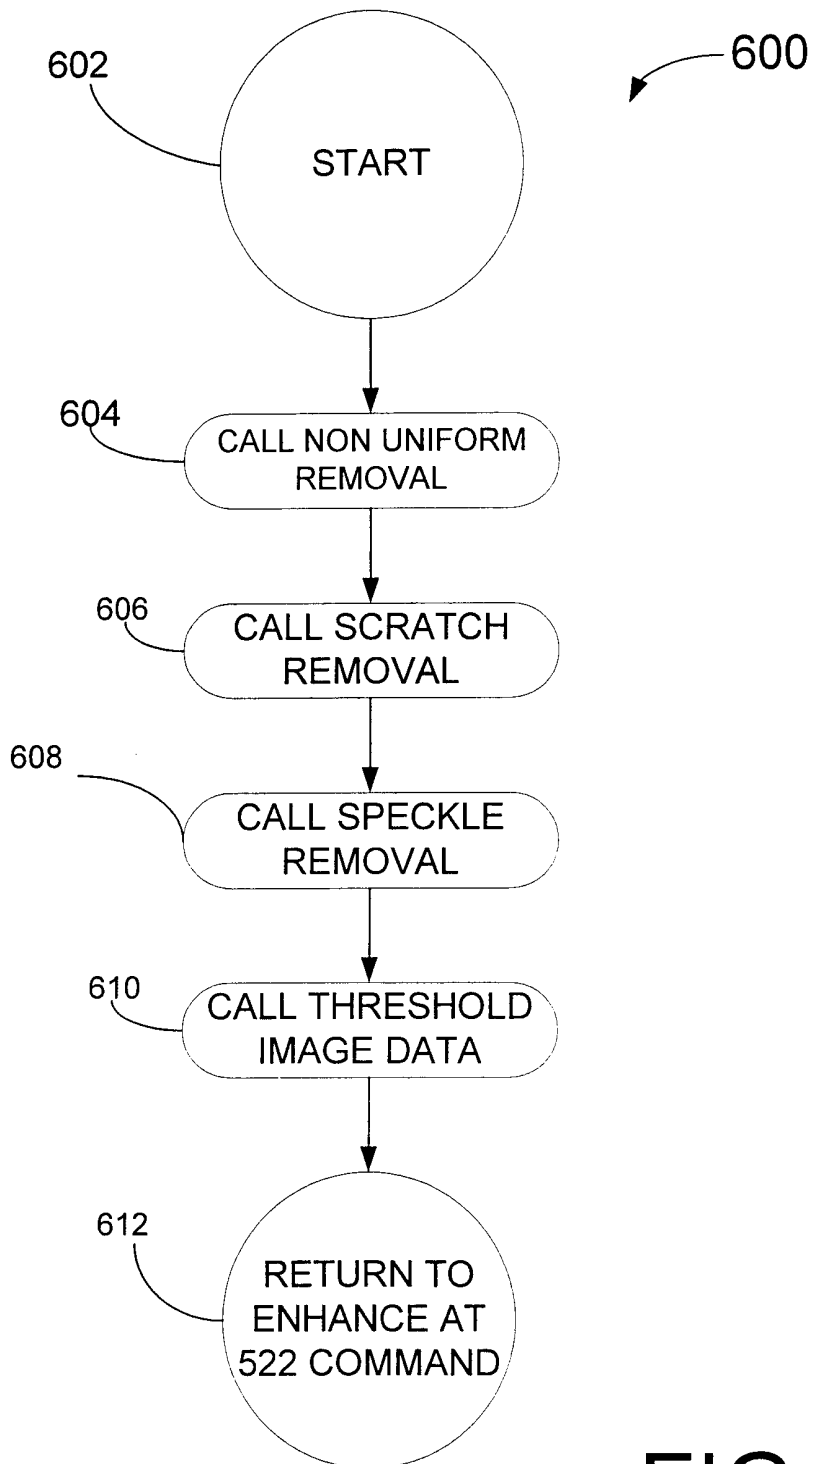 600
602
START
604
CALL NON UNIFORM
REMOVAL
606
CALL SCRATCH
REMOVAL
608
CALL SPECKLE
REMOVAL
610
CALL THRESHOLD
IMAGE DATA
612
RETURN TO
ENHANCE AT
522 COMMAND